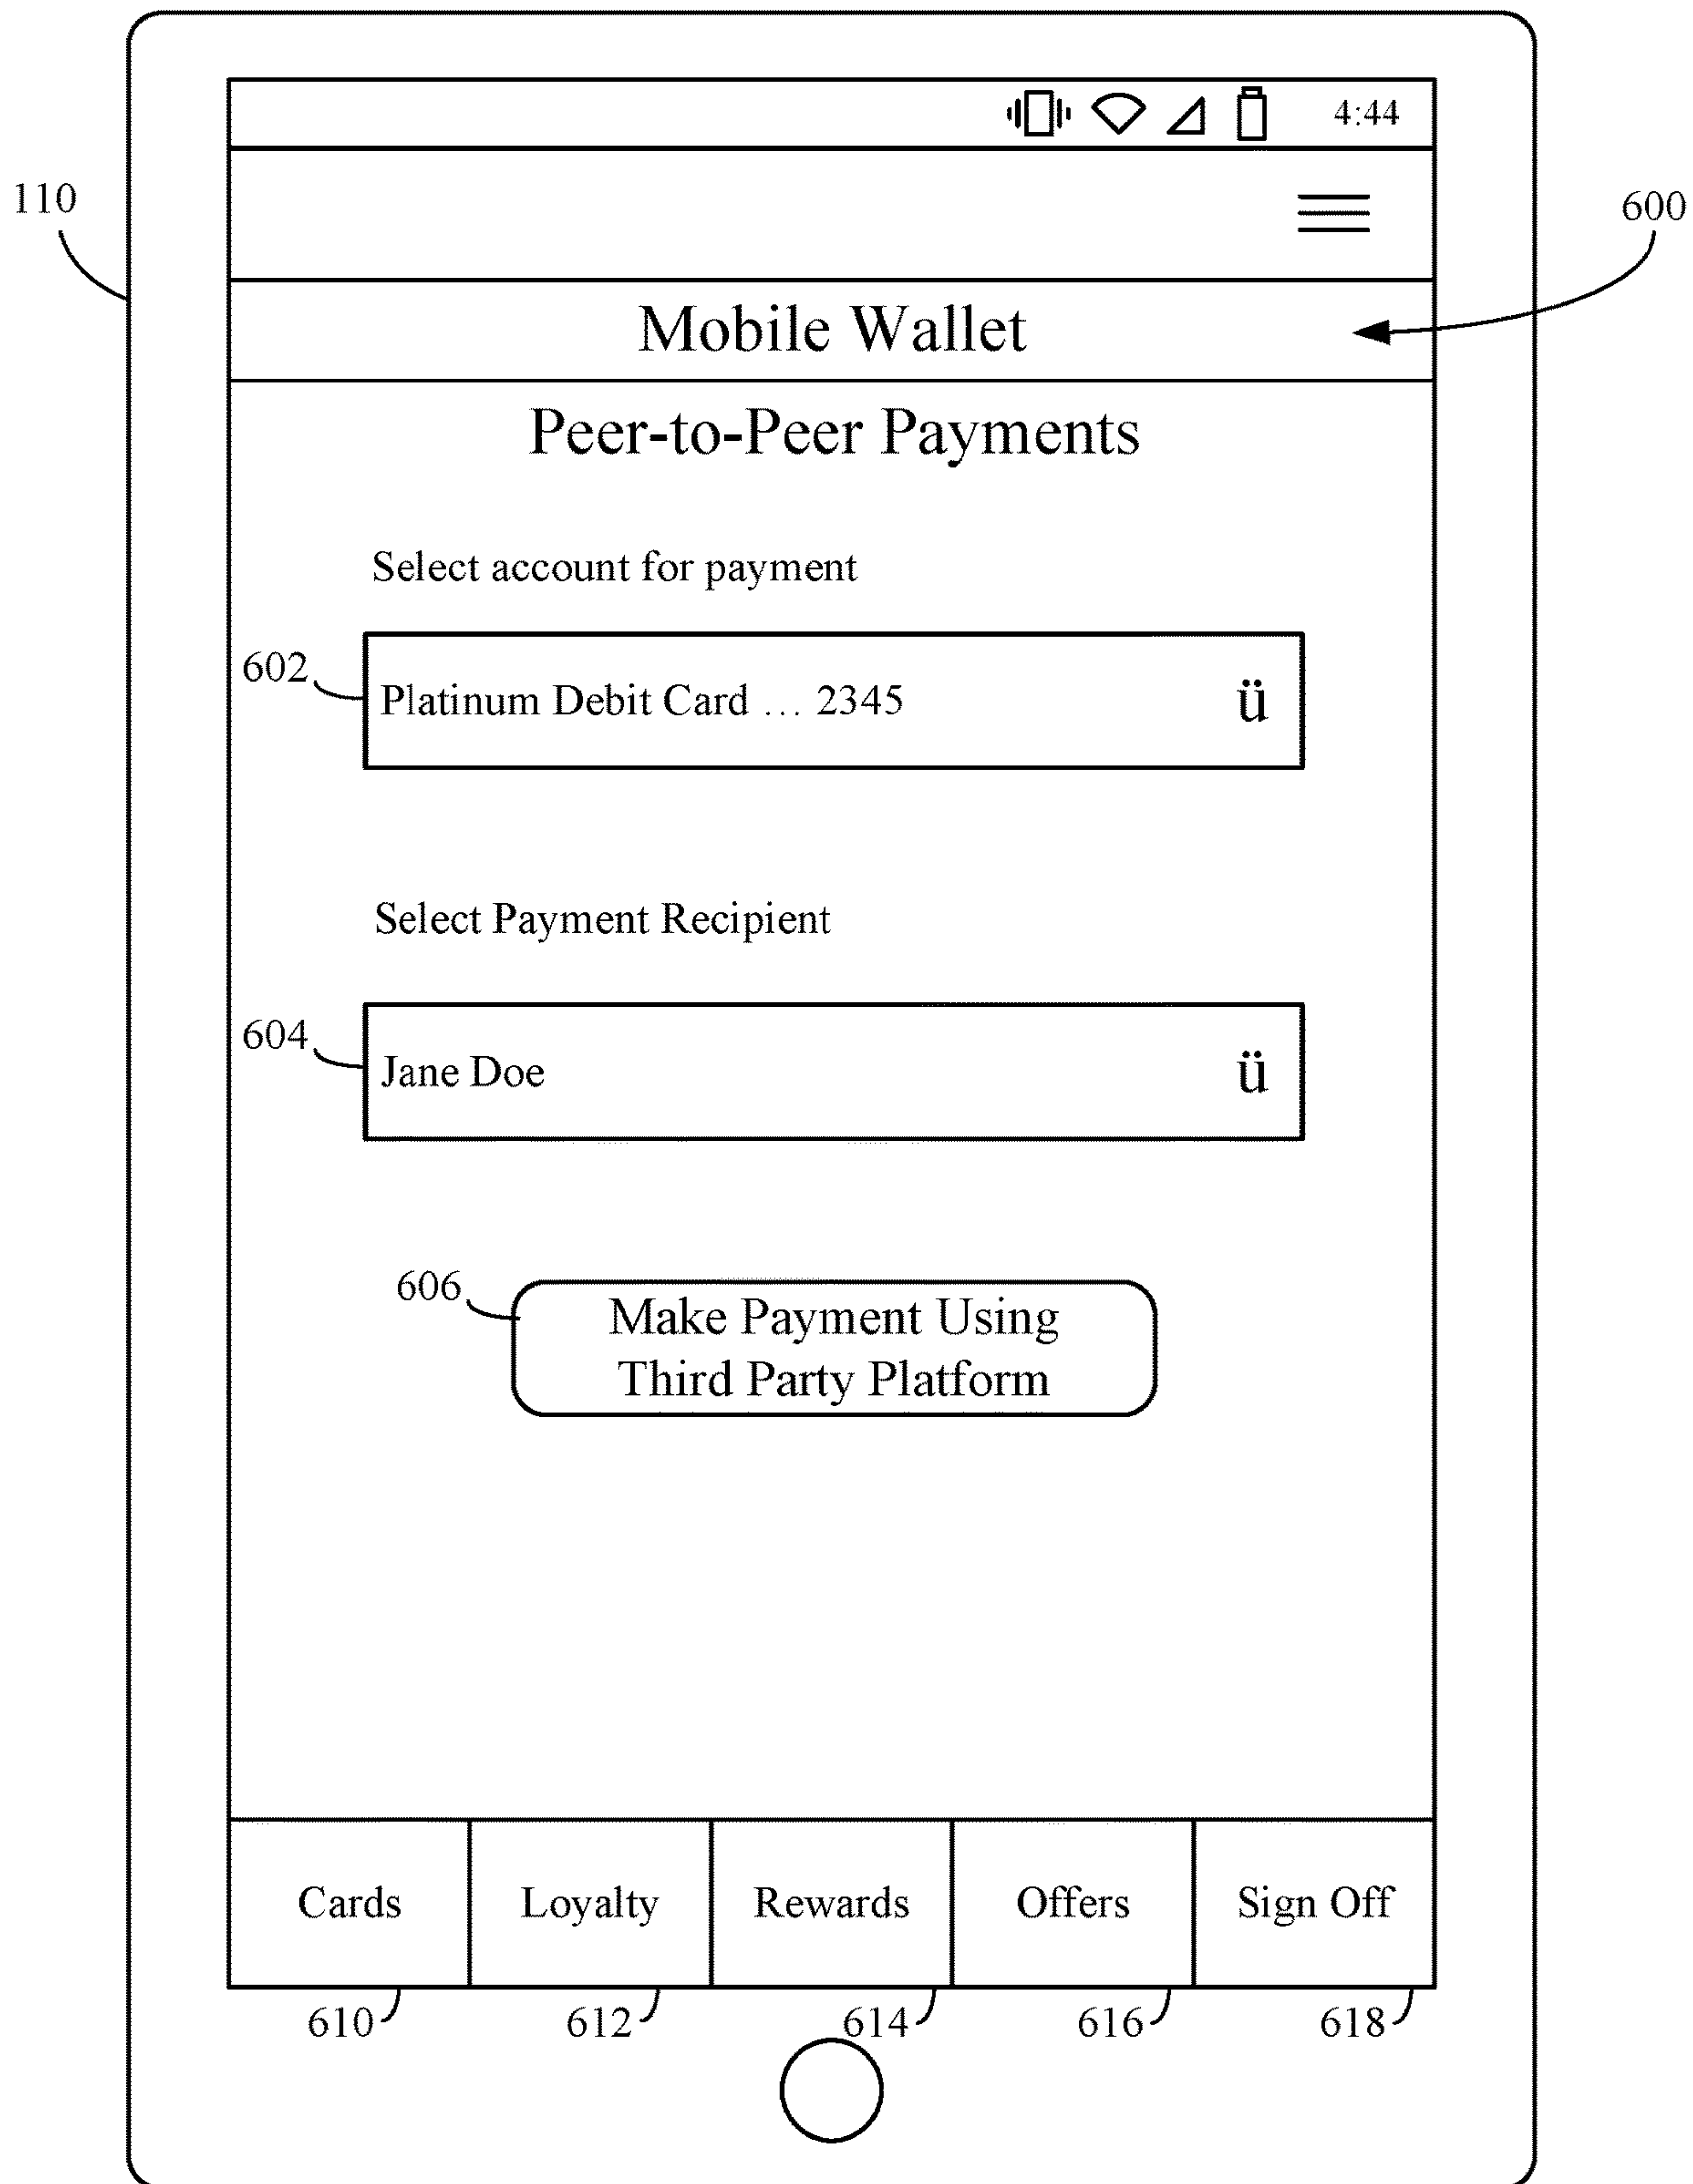 4:44
110
600
Mobile Wallet
Peer-to-Peer Payments
Select account for payment
602
Platinum Debit Card ... 2345 ü
Select Payment Recipient
604
Jane Doe ü
606
Make Payment Using
Third Party Platform
Cards Loyalty Rewards Offers Sign Off
610 612 614 616 618